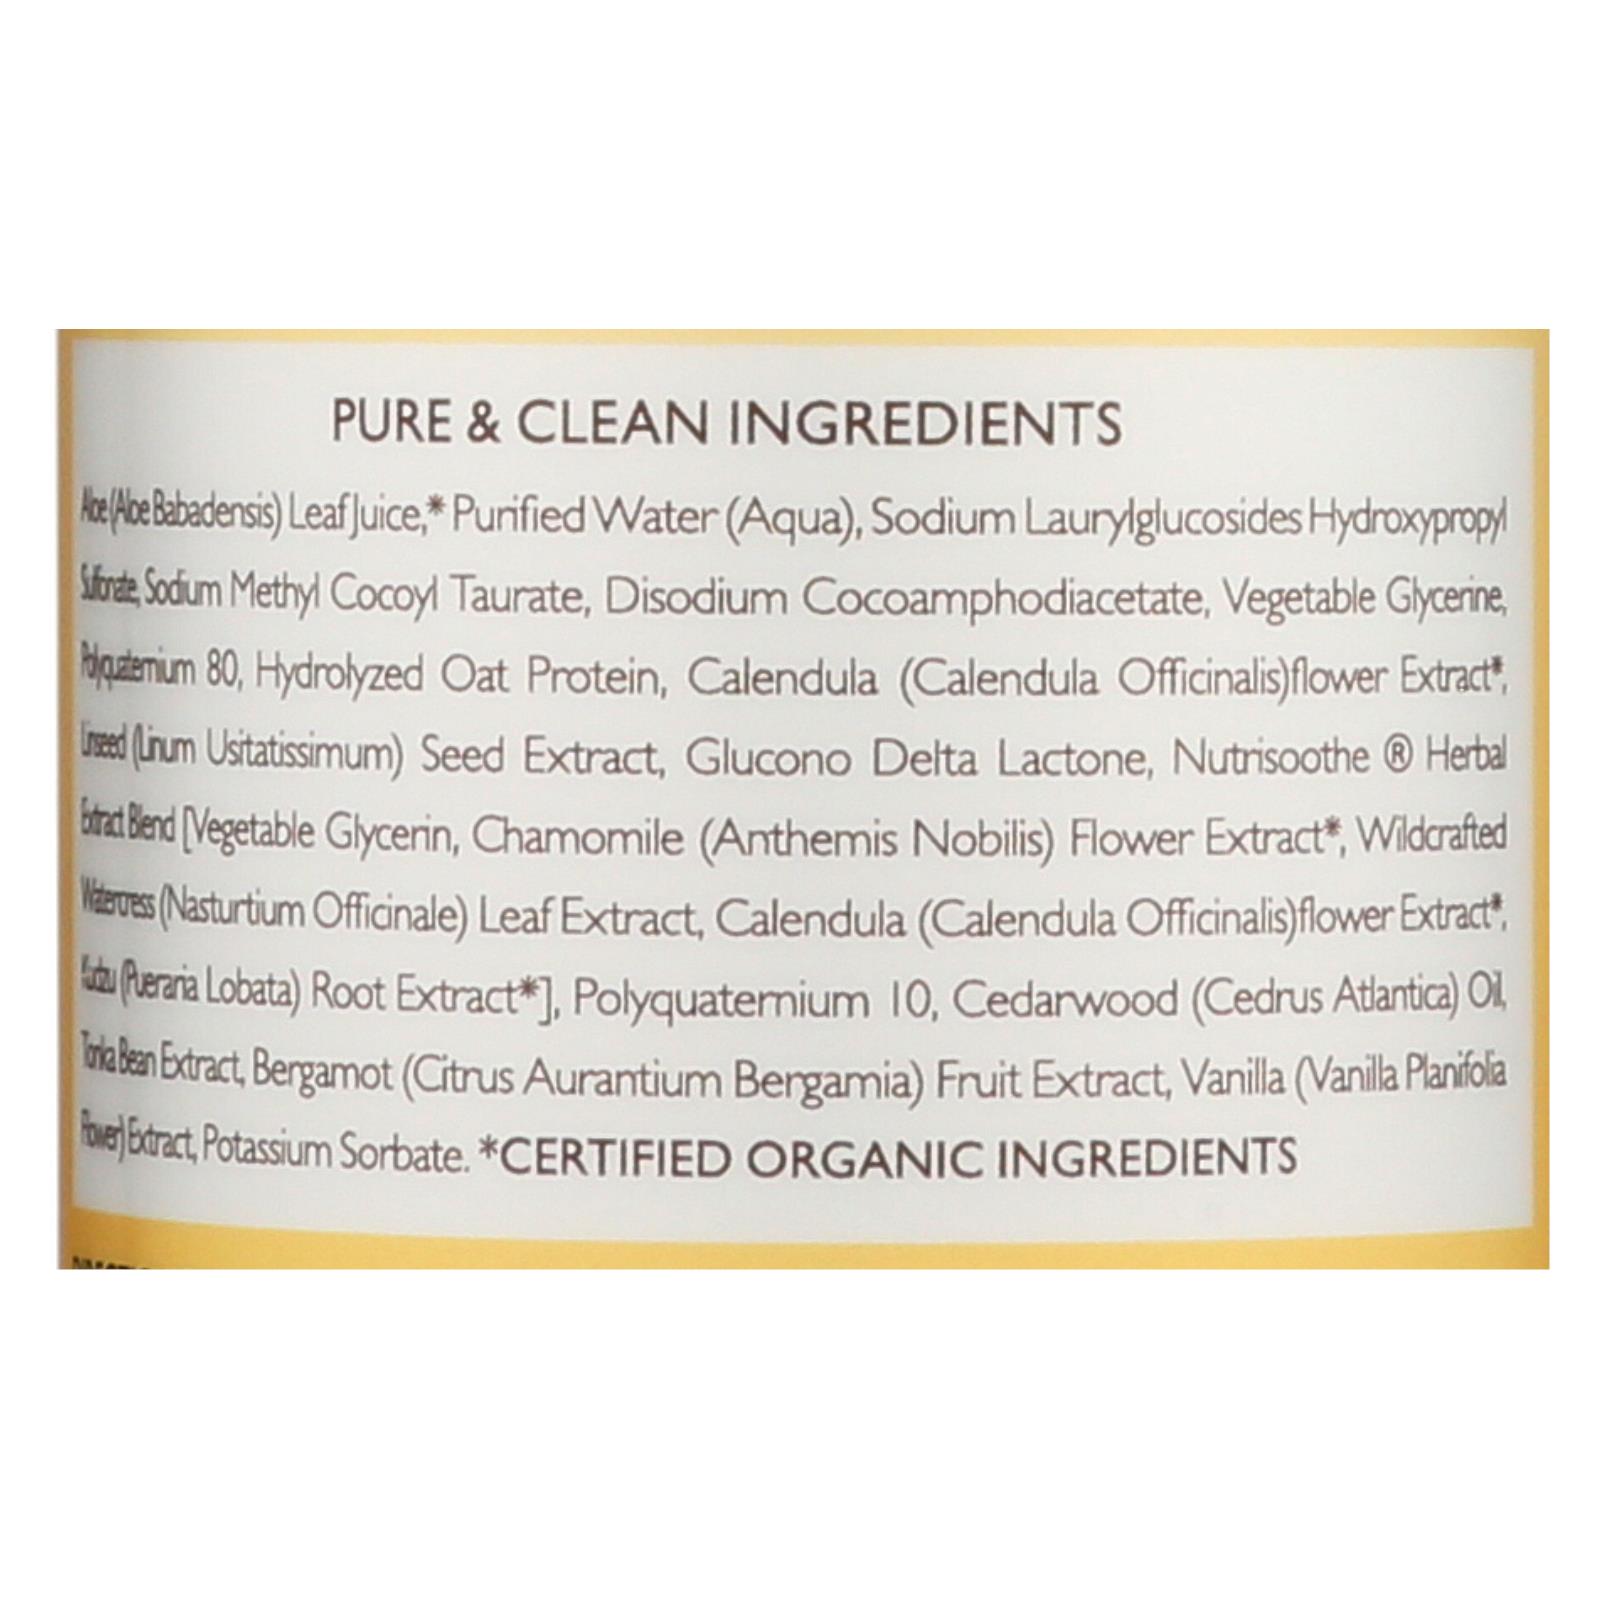 PURE & CLEAN INGREDIENTS
Aloe (Aloe Babadensis) Leaf Juice,* Purified Water (Aqua), Sodium Laurylglucosides Hydroxypropyl
Sulfonate, Sodium Methyl Cocoyl Taurate, Disodium Cocoamphodiacetate, Vegetable Glycerine,
Polyquaternium 80, Hydrolyzed Oat Protein, Calendula (Calendula Officinalis)flower Extract*,
Linseed (Linum Usitatissimum) Seed Extract, Glucono Delta Lactone, Nutrisoothe ® Herbal
Extract Blend [Vegetable Glycerin, Chamomile (Anthemis Nobilis) Flower Extract*, Wildcrafted
Watercress (Nasturtium Officinale) Leaf Extract, Calendula (Calendula Officinalis)flower Extract*,
Kudzu (Pueraria Lobata) Root Extract*], Polyquaternium 10, Cedarwood (Cedrus Atlantica) Oil,
Tonka Bean Extract, Bergamot (Citrus Aurantium Bergamia) Fruit Extract, Vanilla (Vanilla Planifolia
Flower) Extract, Potassium Sorbate. *CERTIFIED ORGANIC INGREDIENTS